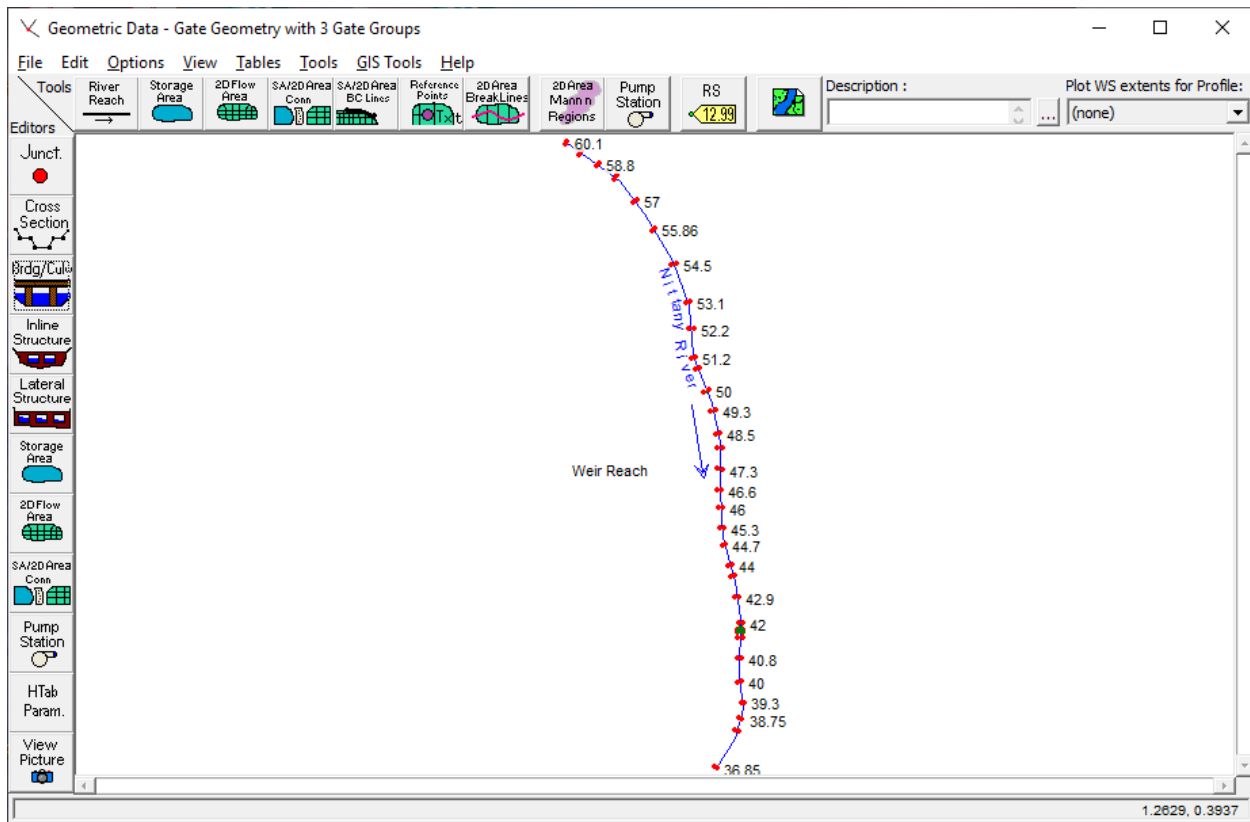 Geometric Data - Gate Geometry with 3 Gate Groups
File Edit Options View Tables Tools GIS Tools Help
Tools
Editors
River
Reach
Storage
Area
2D Flow
Area
SA/2D Area
Conn
SA/2D Area
BC Lines
Reference
Points
Txt
2D Area
BreakLines
2D Area
Mann n
Regions
Pump
Station
RS
12.99
Description :
...
Plot WS extents for Profile:
(none)
Junct.
Cross
Section
Brdg/Culv
Inline
Structure
Lateral
Structure
Storage
Area
2D Flow
Area
SA/2D Area
Conn
Pump
Station
HTab
Param.
View
Picture
60.1
58.8
57
55.86
54.5
Nittany River
53.1
52.2
51.2
50
49.3
48.5
Weir Reach
47.3
46.6
46
45.3
44.7
44
42.9
42
40.8
40
39.3
38.75
36.85
1.2629, 0.3937